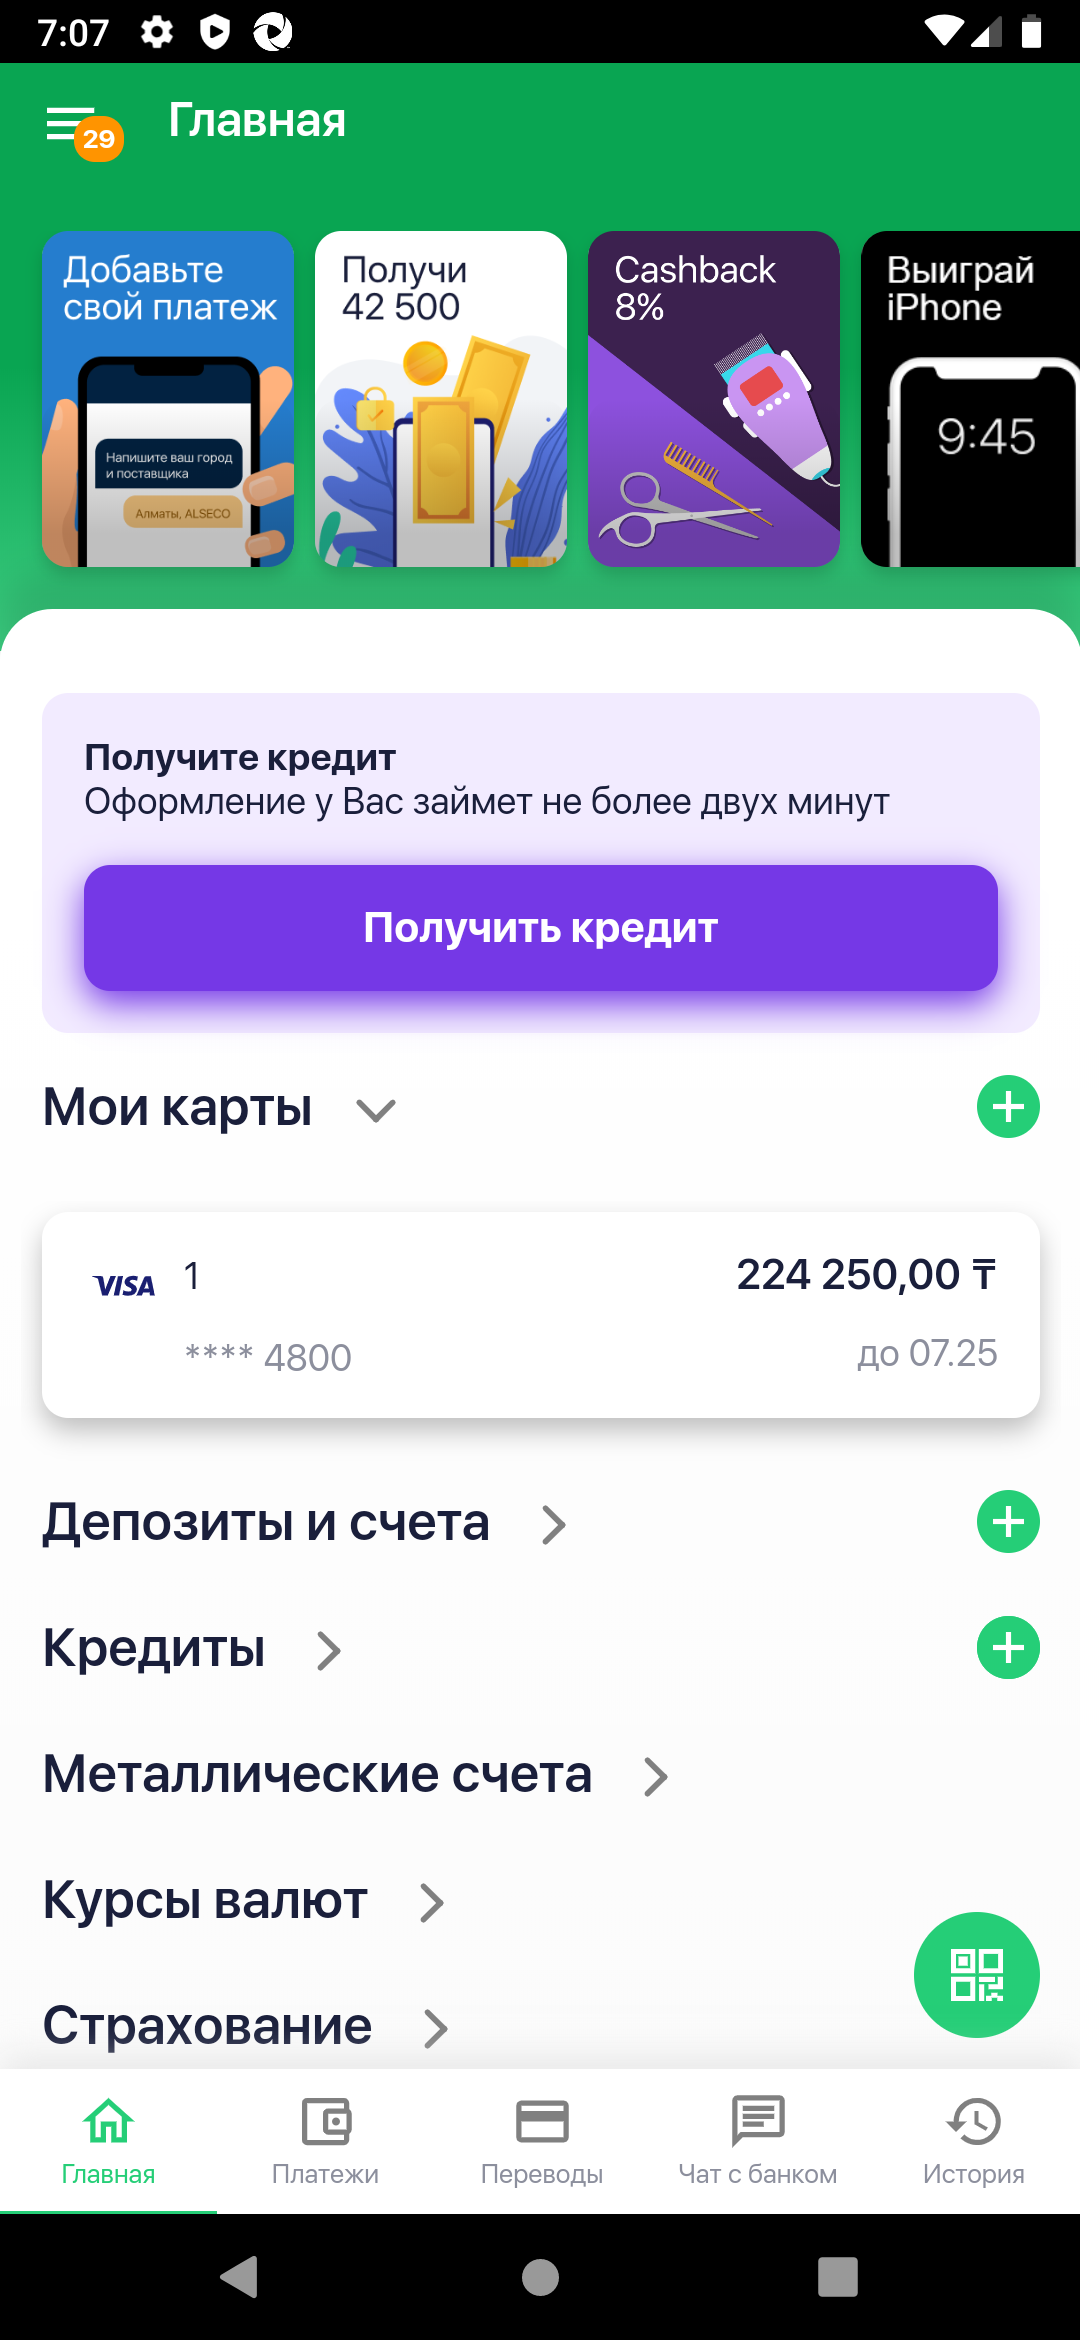 7:07
29
Главная
Добавьте
свой платеж
Напишите ваш город
и поставщика
Алматы, ALSECO
Получи
42 500
Cashback
8%
Выиграй
iPhone
9:45
Получите кредит
Оформление у Вас займет не более двух минут
Получить кредит
Мои карты
VISA 1 224 250,00 ₸
**** 4800 до 07.25
Депозиты и счета
Кредиты
Металлические счета
Курсы валют
Страхование
Главная Платежи Переводы Чат с банком История